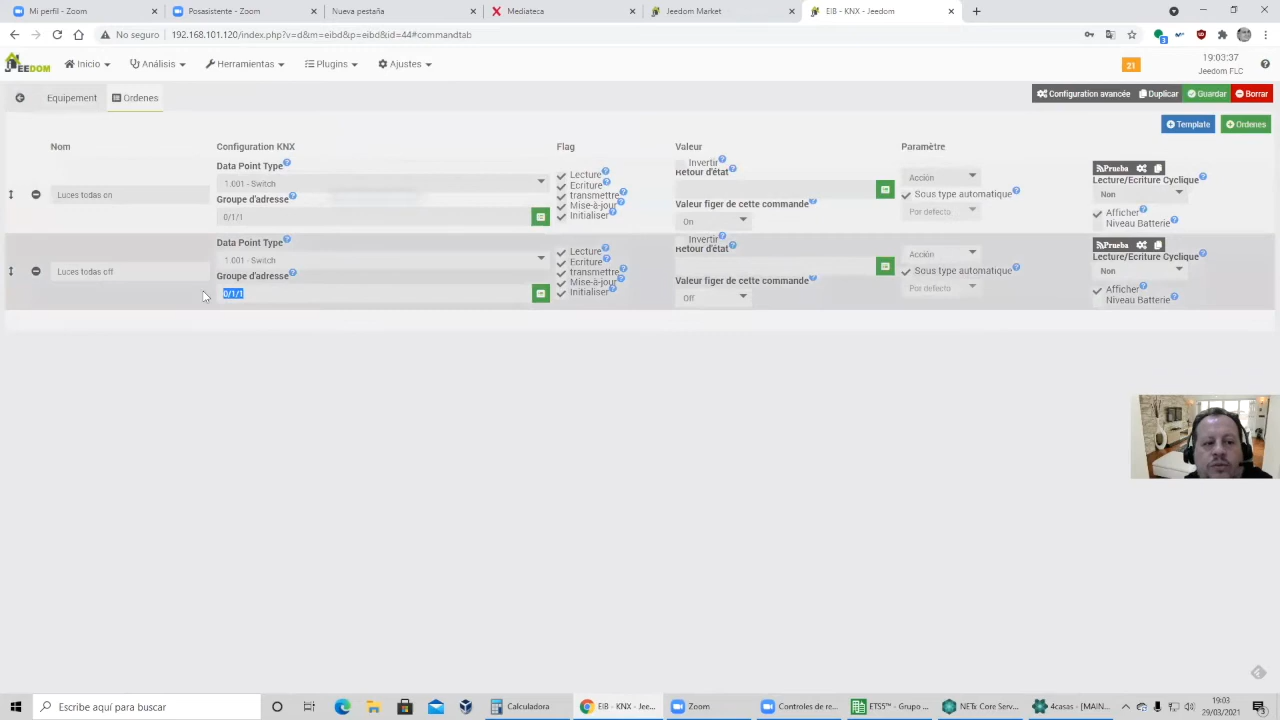 Mi perfil - Zoom
Posasistente - Zoom
Nueva pestaña
Mediateca
Jeedom Market
EIB - KNX - Jeedom
No seguro
192.168.101.120/index.php?v=d&m=eibd&p=eibd&id=44#commandtab
3
JEEDOM
Inicio
Análisis
Herramientas
Plugins
Ajustes
21
19:03:37
Jeedom FLC
Equipement
Ordenes
Configuration avancée
Duplicar
Guardar
Borrar
Template
Ordenes
Nom
Configuration KNX
Flag
Valeur
Paramètre
Data Point Type
1.001 - Switch
Groupe d'adresse
0/1/1
Luces todas on
Lecture
Ecriture
transmettre
Mise-à-jour
Initialiser
Invertir
Retour d'état
Valeur figer de cette commande
On
Acción
Sous type automatique
Por defecto
Prueba
Lecture/Ecriture Cyclique
Non
Afficher
Niveau Batterie
Data Point Type
1.001 - Switch
Groupe d'adresse
0/1/1
Luces todas off
Lecture
Ecriture
transmettre
Mise-à-jour
Initialiser
Invertir
Retour d'état
Valeur figer de cette commande
Off
Acción
Sous type automatique
Por defecto
Prueba
Lecture/Ecriture Cyclique
Non
Afficher
Niveau Batterie
Escribe aquí para buscar
Calculadora
EIB - KNX - Jee...
Zoom
Controles de re...
ETS5™ - Grupo ...
NETx Core Serv...
4casas - [MAIN...
19:03
29/03/2021